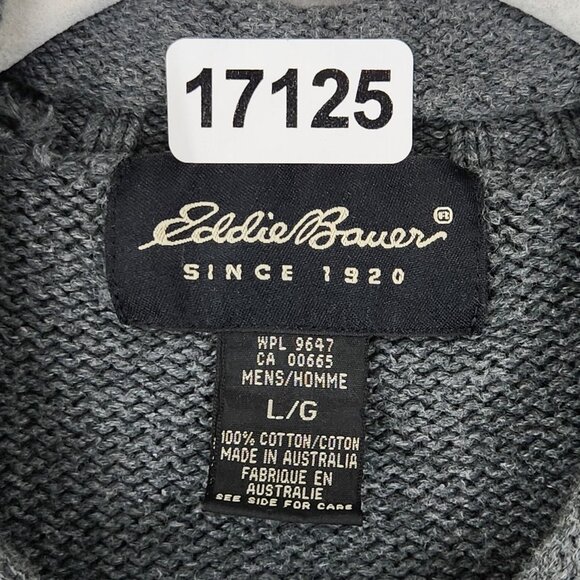 17125
Eddie Bauer®
SINCE 1920
WPL 9647
CA 00665
MENS/HOMME
L/G
100% COTTON/COTON
MADE IN AUSTRALIA
FABRIQUE EN
AUSTRALIE
SEE SIDE FOR CARE